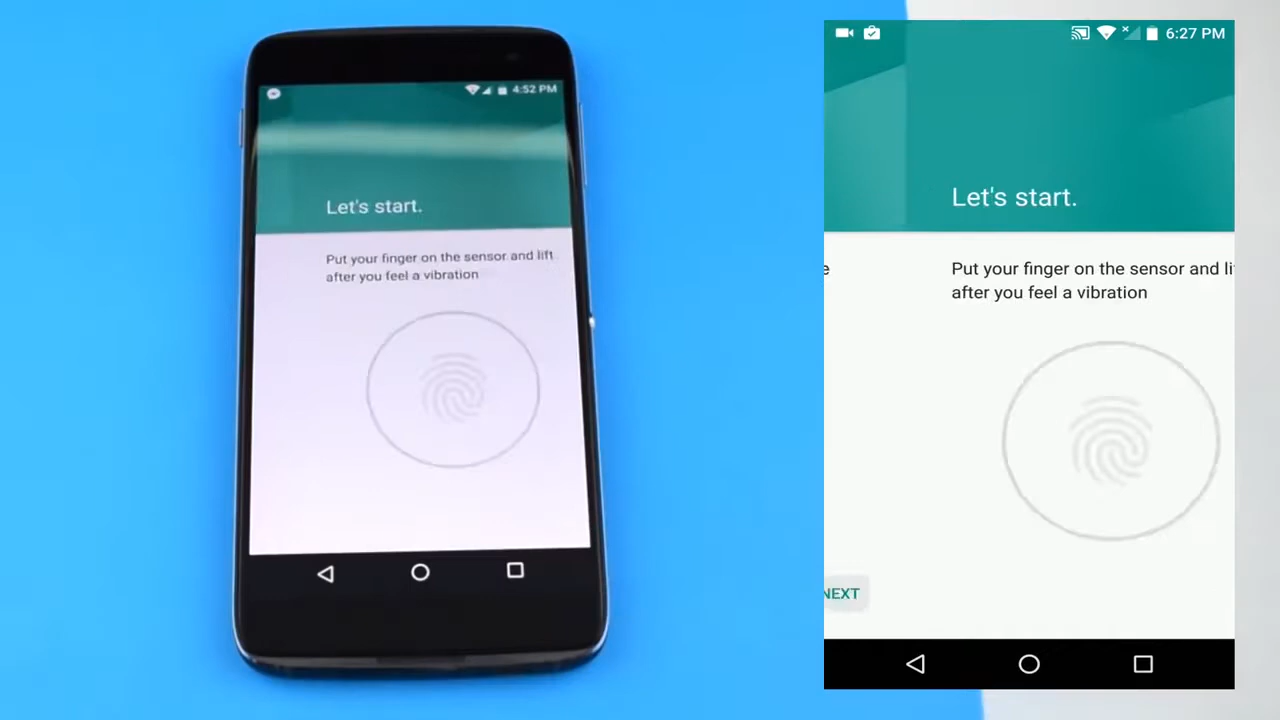 4:52 PM
Let's start.
Put your finger on the sensor and lift
after you feel a vibration
6:27 PM
Let's start.
e
Put your finger on the sensor and li
after you feel a vibration
NEXT